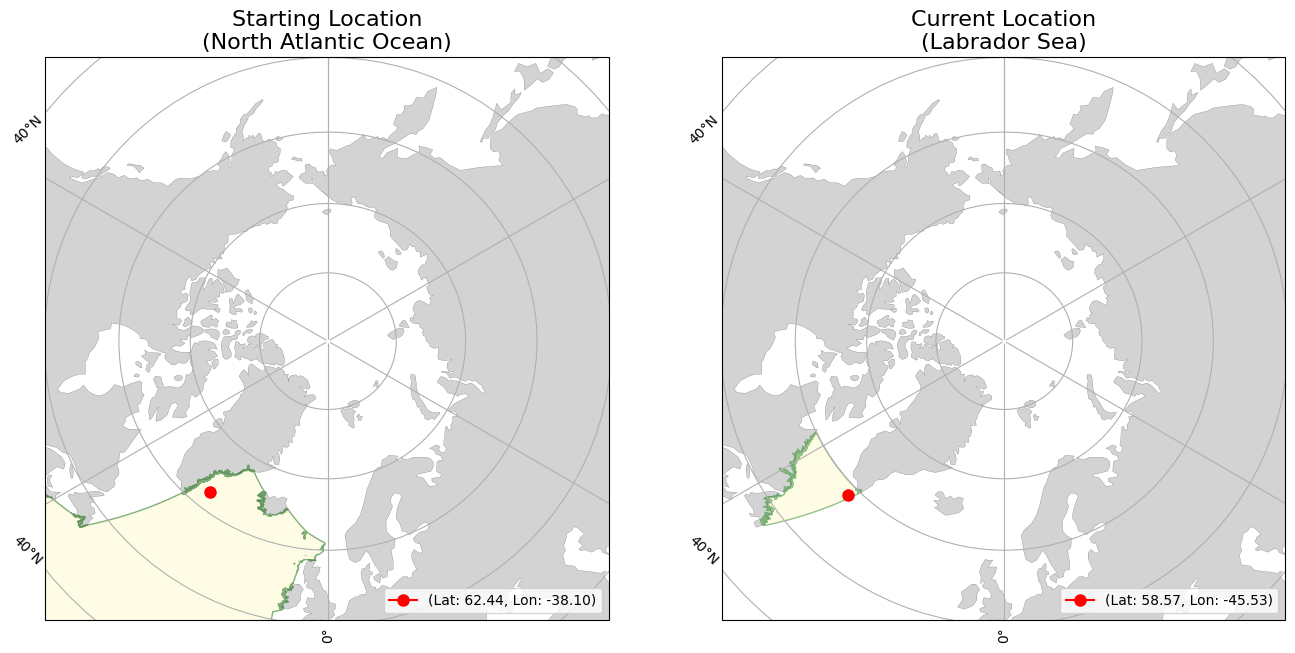 Starting Location
(North Atlantic Ocean)
40°N
40°N
0°
(Lat: 62.44, Lon: -38.10)
Current Location
(Labrador Sea)
40°N
40°N
0°
(Lat: 58.57, Lon: -45.53)